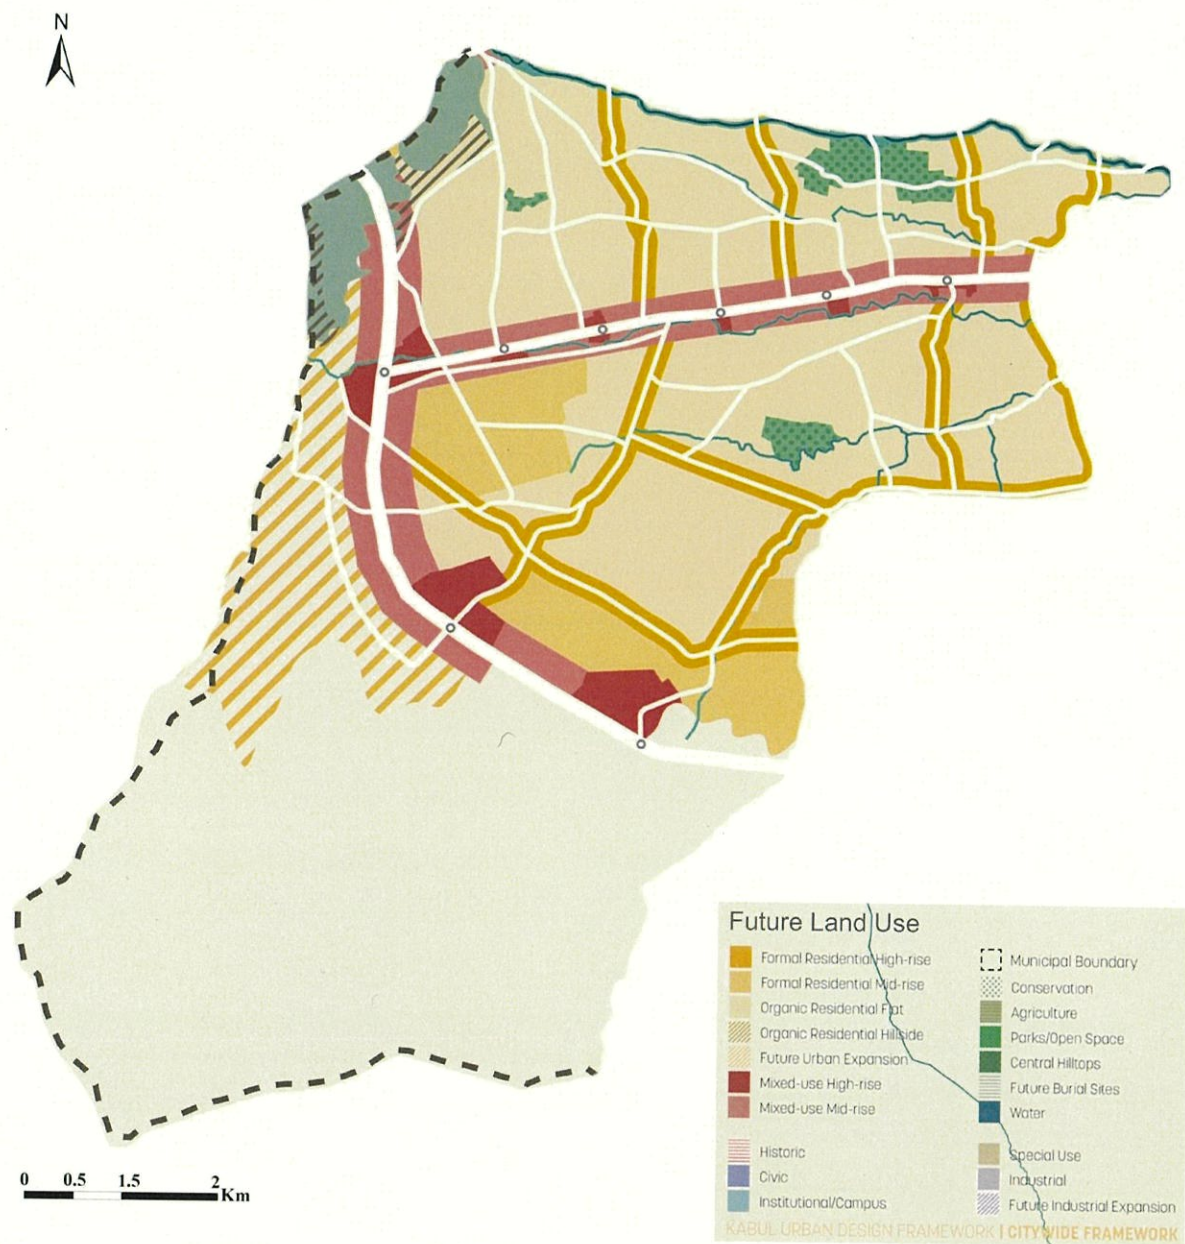 N
Future Land Use
Formal Residential High-rise
Formal Residential Mid-rise
Organic Residential Flat
Organic Residential Hillside
Future Urban Expansion
Mixed-use High-rise
Mixed-use Mid-rise
Historic
Civic
Institutional/Campus
Municipal Boundary
Conservation
Agriculture
Parks/Open Space
Central Hilltops
Future Burial Sites
Water
Special Use
Industrial
Future Industrial Expansion
KABUL URBAN DESIGN FRAMEWORK | CITYWIDE FRAMEWORK
0 0.5 1.5 2 Km